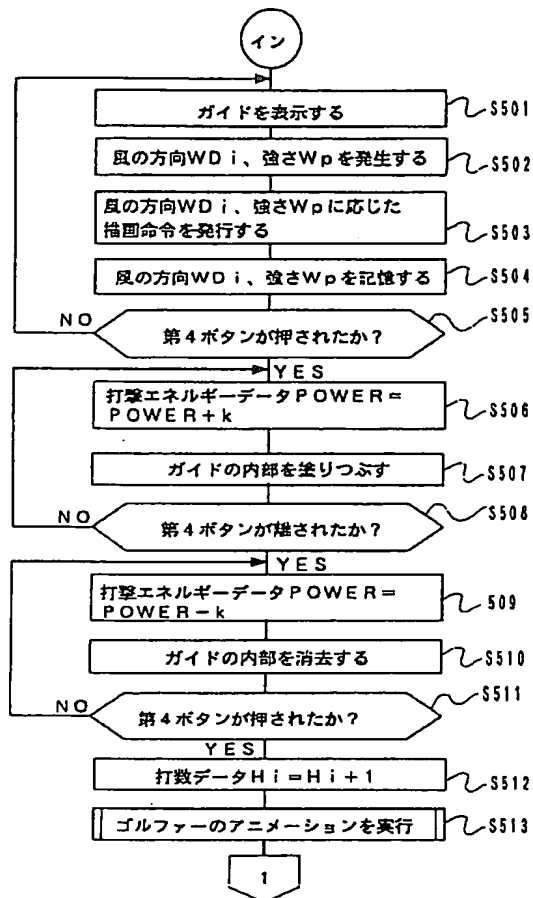 イン
ガイドを表示する
S501
風の方向WDi、強さWpを発生する
S502
風の方向WDi、強さWpに応じた
描画命令を発行する
S503
風の方向WDi、強さWpを記憶する
S504
第4ボタンが押されたか?
S505
NO
YES
打撃エネルギーデータPOWER=
POWER+k
S506
ガイドの内部を塗りつぶす
S507
第4ボタンが離されたか?
S508
NO
YES
打撃エネルギーデータPOWER=
POWER-k
509
ガイドの内部を消去する
S510
第4ボタンが押されたか?
S511
NO
YES
打数データHi=Hi+1
S512
ゴルファーのアニメーションを実行
S513
1